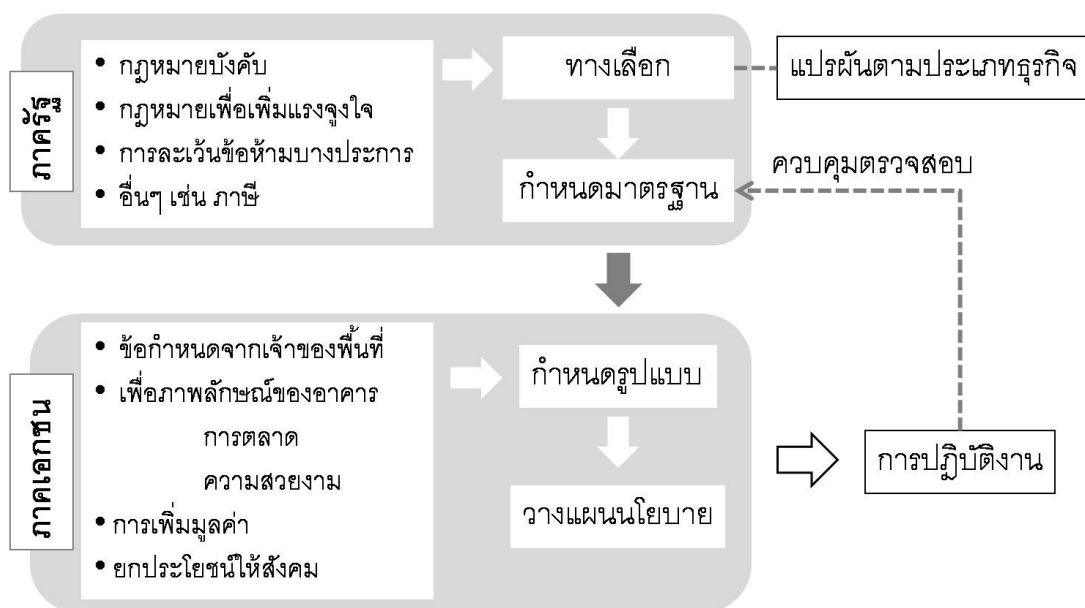 ภาครัฐ
• กฎหมายบังคับ
• กฎหมายเพื่อเพิ่มแรงจูงใจ
• การละเว้นข้อห้ามบางประการ
• อื่นๆ เช่น ภาษี
ทางเลือก
แปรผันตามประเภทธุรกิจ
กำหนดมาตรฐาน
ควบคุมตรวจสอบ
ภาคเอกชน
• ข้อกำหนดจากเจ้าของพื้นที่
• เพื่อภาพลักษณ์ของอาคาร
การตลาด
ความสวยงาม
• การเพิ่มมูลค่า
• ยกประโยชน์ให้สังคม
กำหนดรูปแบบ
วางแผนนโยบาย
การปฏิบัติงาน